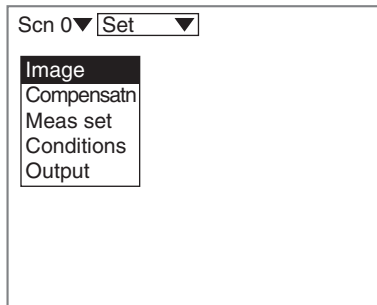 Scn 0▼ Set ▼
Image
Compensatn
Meas set
Conditions
Output